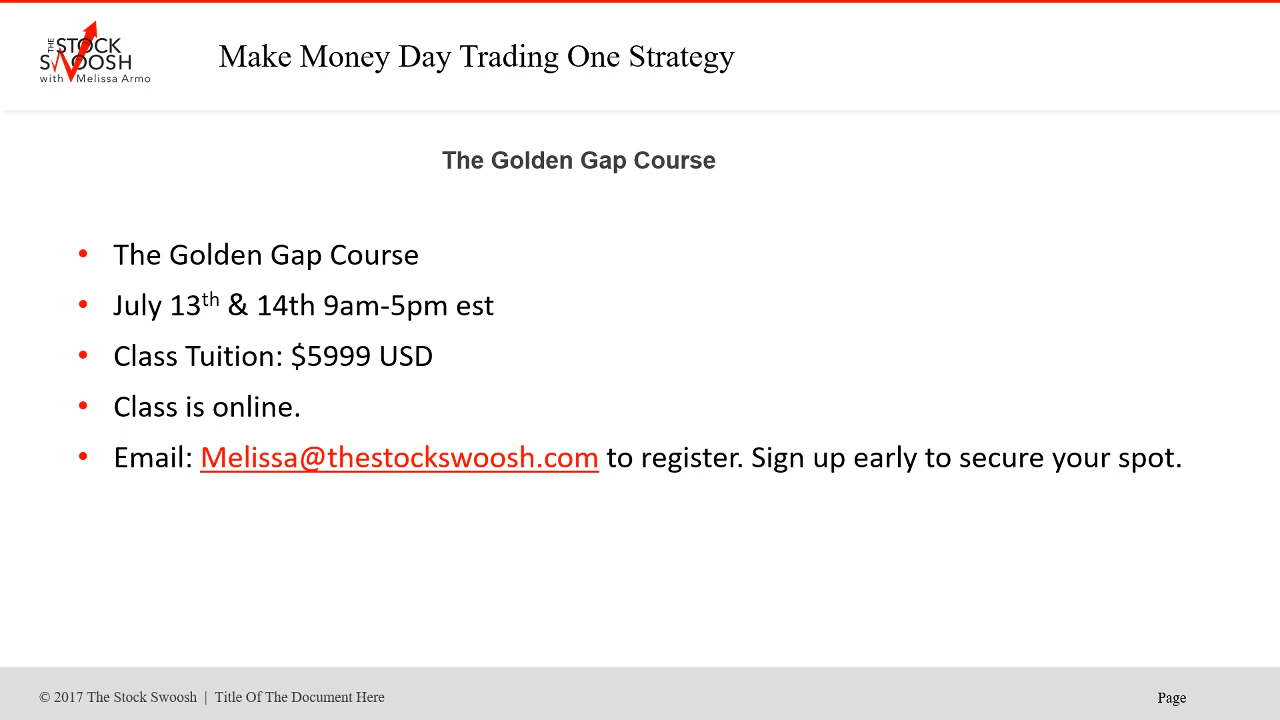 THE STOCK
SWOOSH
with Melissa Armo
Make Money Day Trading One Strategy
The Golden Gap Course
• The Golden Gap Course
• July 13th & 14th 9am-5pm est
• Class Tuition: $5999 USD
• Class is online.
• Email: Melissa@thestockswoosh.com to register. Sign up early to secure your spot.
© 2017 The Stock Swoosh | Title Of The Document Here
Page